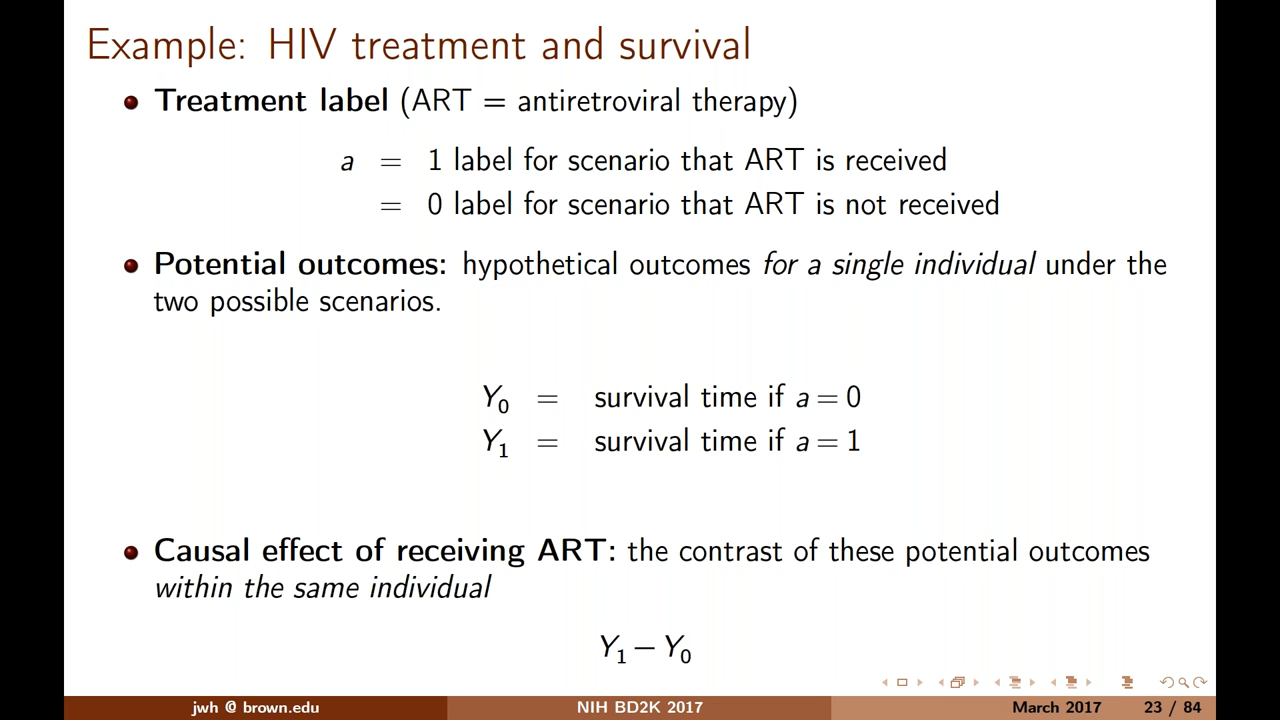 Example: HIV treatment and survival
Treatment label (ART = antiretroviral therapy)
a = 1 label for scenario that ART is received
= 0 label for scenario that ART is not received
Potential outcomes: hypothetical outcomes for a single individual under the
two possible scenarios.
Y₀ = survival time if a = 0
Y₁ = survival time if a = 1
Causal effect of receiving ART: the contrast of these potential outcomes
within the same individual
Y₁ − Y₀
jwh @ brown.edu NIH BD2K 2017 March 2017 23 / 84